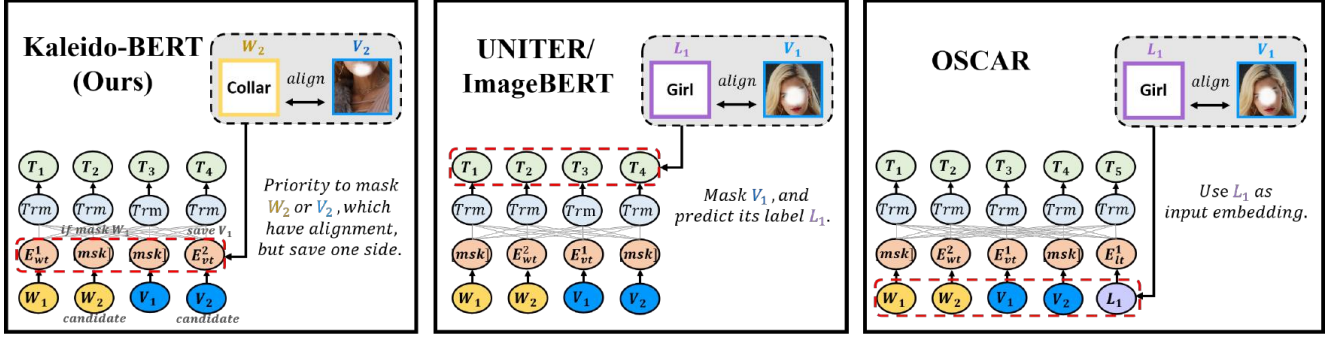 Kaleido-BERT
(Ours)
W2
V2
Collar
align
T1 T2 T3 T4
Trm Trm Trm Trm
if mask W1 save V1
E1wt [msk] [msk] E2vt
W1 W2 V1 V2
candidate candidate
Priority to mask
W2 or V2, which
have alignment,
but save one side.
UNITER/
ImageBERT
L1
V1
Girl
align
T1 T2 T3 T4
Trm Trm Trm Trm
[msk] E2wt E1vt [msk]
W1 W2 V1 V2
Mask V1, and
predict its label L1.
OSCAR
L1
V1
Girl
align
T1 T2 T3 T4 T5
Trm Trm Trm Trm Trm
[msk] E2wt E1vt [msk] E1lt
W1 W2 V1 V2 L1
Use L1 as
input embedding.